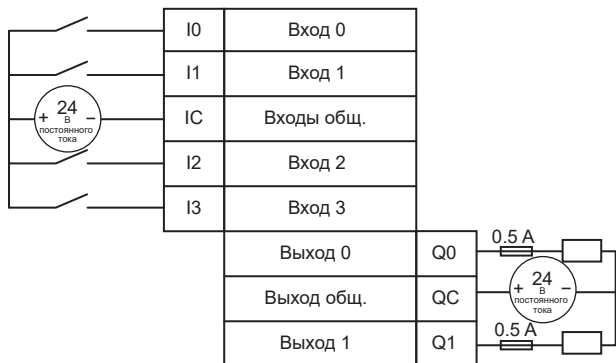 I0 Вход 0
I1 Вход 1
+ 24 −
В
постоянного
тока
IC Входы общ.
I2 Вход 2
I3 Вход 3
Выход 0 Q0 0.5 A
Выход общ. QC
+ 24 −
В
постоянного
тока
Выход 1 Q1 0.5 A